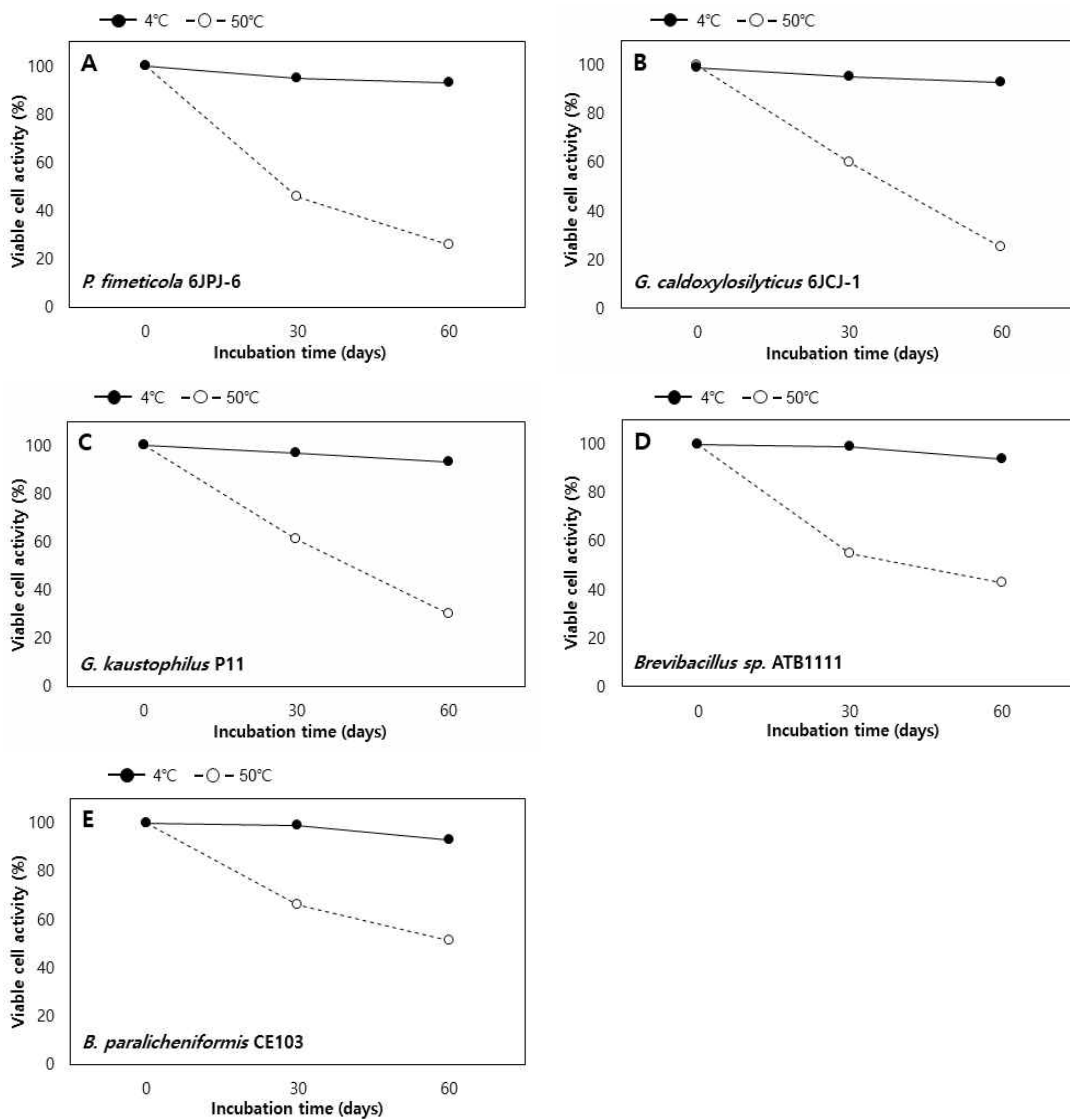 4℃ 50℃
A
Viable cell activity (%)
100
80
60
40
20
0
P. fimeticola 6JPJ-6
0 30 60
Incubation time (days)
4℃ 50℃
B
Viable cell activity (%)
100
80
60
40
20
0
G. caldoxylosilyticus 6JCJ-1
0 30 60
Incubation time (days)
4℃ 50℃
C
Viable cell activity (%)
100
80
60
40
20
0
G. kaustophilus P11
0 30 60
Incubation time (days)
4℃ 50℃
D
Viable cell activity (%)
100
80
60
40
20
0
Brevibacillus sp. ATB1111
0 30 60
Incubation time (days)
4℃ 50℃
E
Viable cell activity (%)
100
80
60
40
20
0
B. paralicheniformis CE103
0 30 60
Incubation time (days)